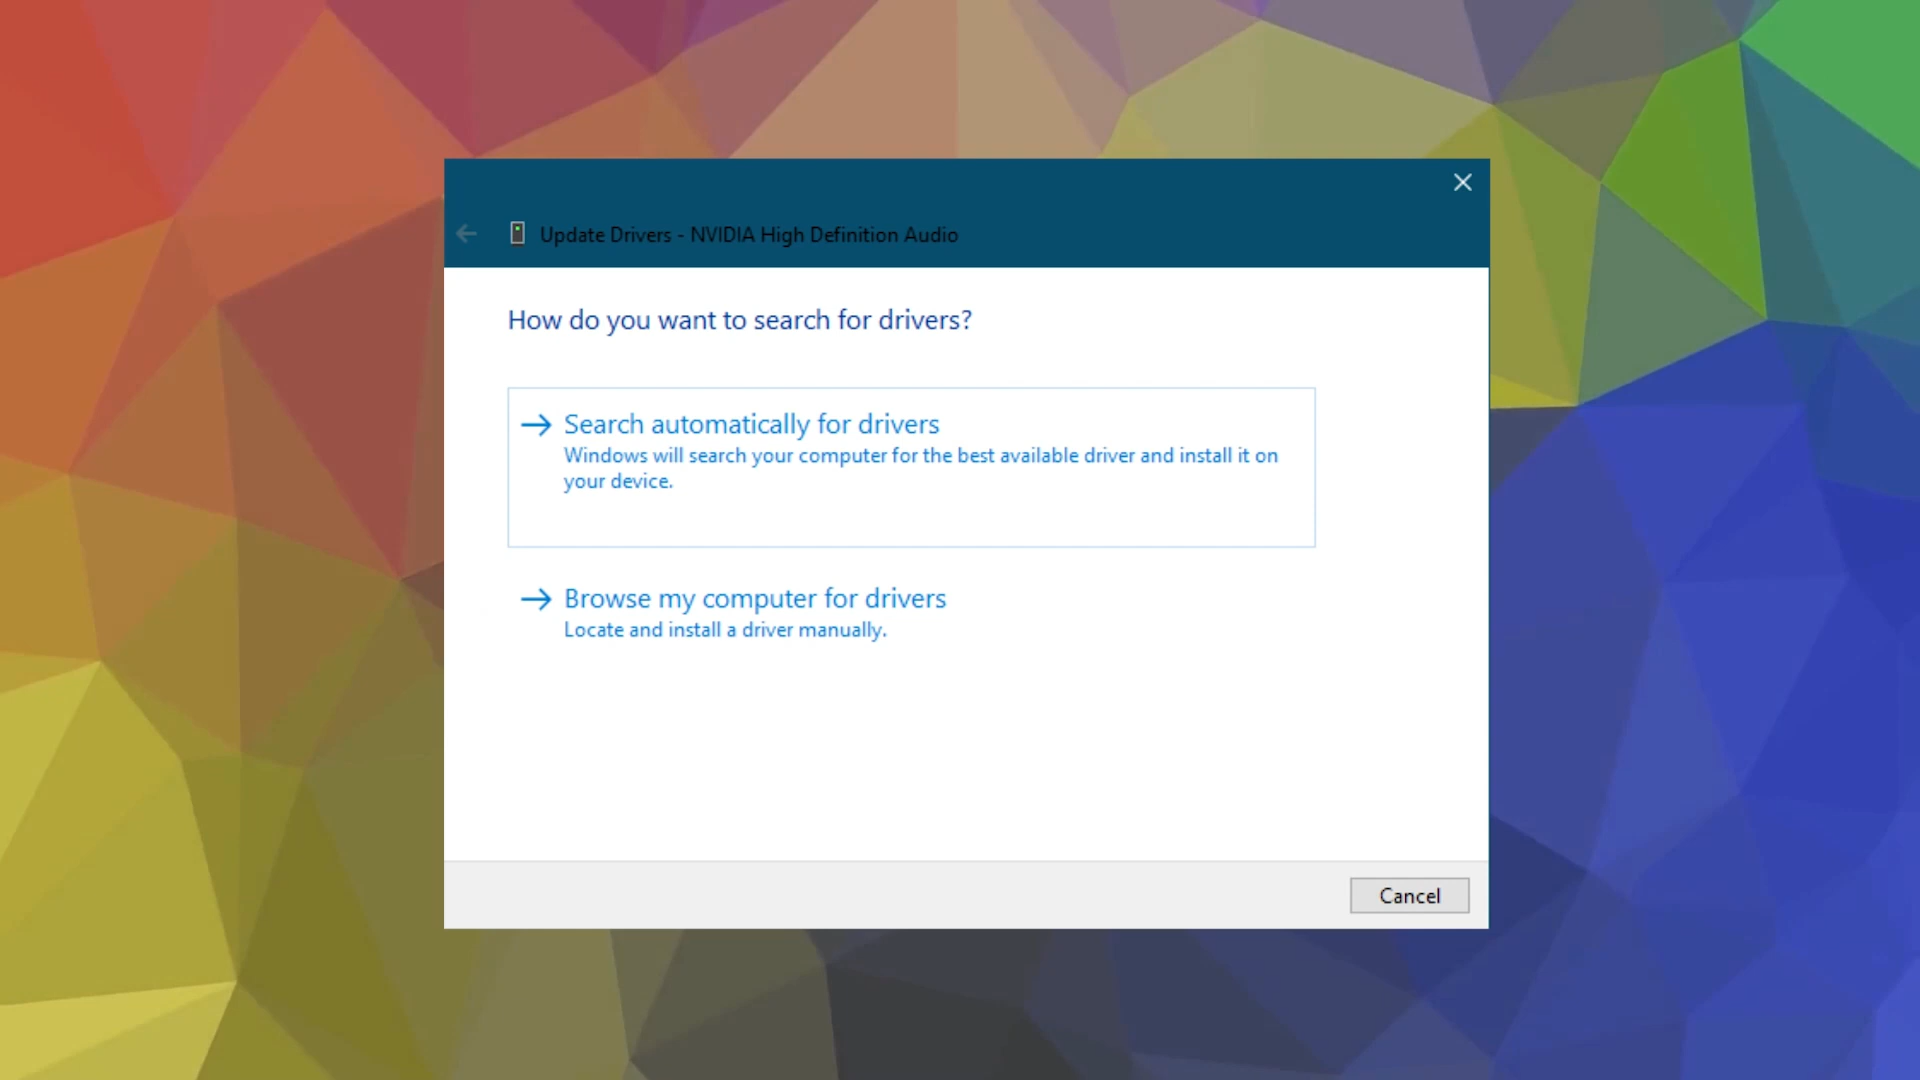 Update Drivers - NVIDIA High Definition Audio
How do you want to search for drivers?
Search automatically for drivers
Windows will search your computer for the best available driver and install it on
your device.
Browse my computer for drivers
Locate and install a driver manually.
Cancel